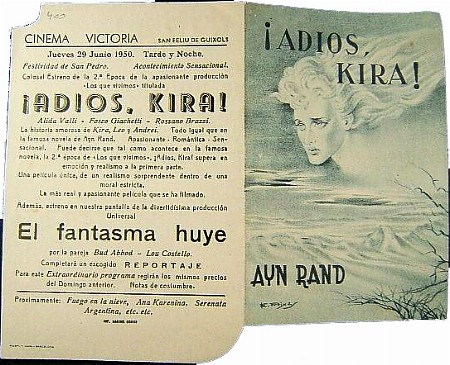 400
CINEMA VICTORIA SAN FELIU DE GUIXOLS
Jueves 29 Junio 1950. Tarde y Noche.
Festividad de San Pedro. Acontecimiento Sensacional.
Colosal Estreno de la 2.ª Epoca de la apasionante producción
«Los que vivimos» titulada
¡ADIOS, KIRA!
Alida Valli - Fosco Giachetti - Rossano Brazzi.
La historia amorosa de Kira, Leo y Andrei. Todo igual que en
la famosa novela de Ayn Rand. Apasionante - Romántica - Sen-
sacional. Puede decirse que tal como acontece en la famosa
novela, la 2.ª época de «Los que vivimos», ¡Adios, Kira! supera en
emoción y realismo a la primera parte.
Una película única, de un realismo sorprendente dentro de una
moral estricta.
La más real y apasionante película que se ha filmado.
Además, estreno en nuestra pantalla de la divertidísima producción
Universal
El fantasma huye
por la pareja Bud Abbod - Lou Costello.
Completará un escogido REPORTAJE
Para este Extraordinario programa regirán los mismos precios
del Domingo anterior. Notas de costumbre.
Proximamente: Fuego en la nieve, Ana Karenina. Serenata
Argentina, etc. etc.
¡ADIOS,
KIRA!
AYN RAND